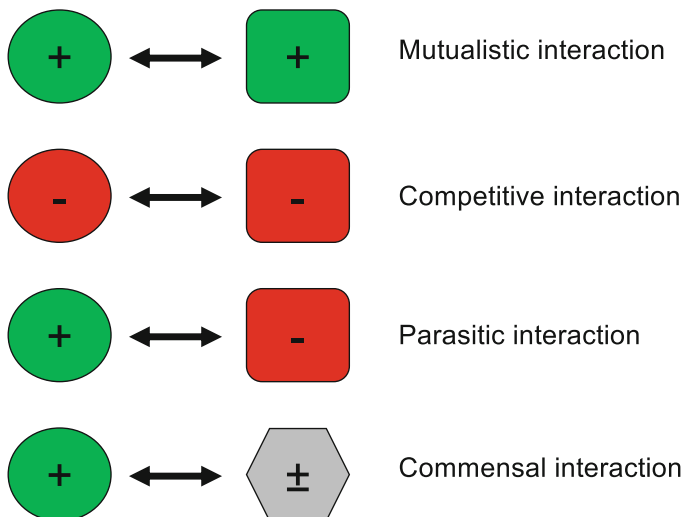 + + Mutualistic interaction
- - Competitive interaction
+ - Parasitic interaction
+ ± Commensal interaction